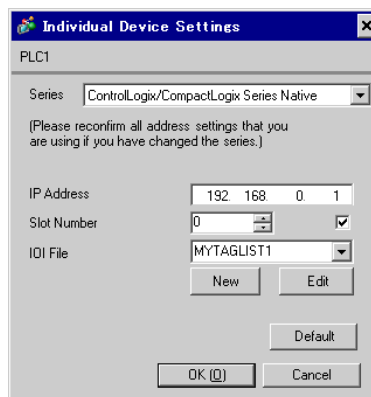 Individual Device Settings
PLC1
Series ControlLogix/CompactLogix Series Native
(Please reconfirm all address settings that you
are using if you have changed the series.)
IP Address 192. 168. 0. 1
Slot Number 0
IOI File MYTAGLIST1
New Edit
Default
OK (O) Cancel